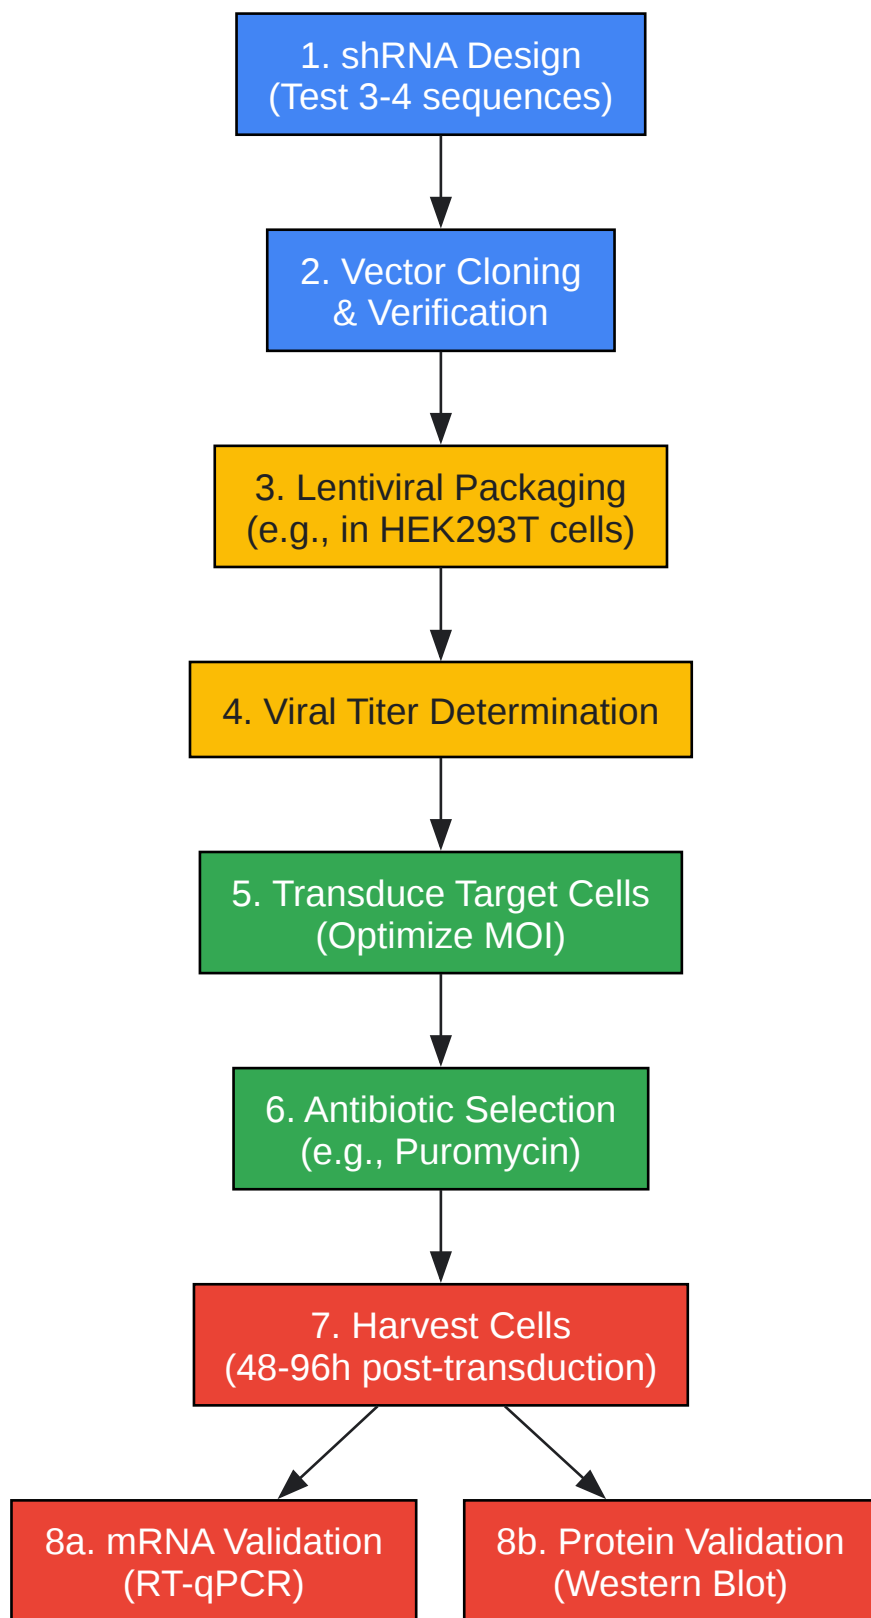 1. shRNA Design
(Test 3-4 sequences)
2. Vector Cloning
& Verification
3. Lentiviral Packaging
(e.g., in HEK293T cells)
4. Viral Titer Determination
5. Transduce Target Cells
(Optimize MOI)
6. Antibiotic Selection
(e.g., Puromycin)
7. Harvest Cells
(48-96h post-transduction)
8a. mRNA Validation
(RT-qPCR)
8b. Protein Validation
(Western Blot)